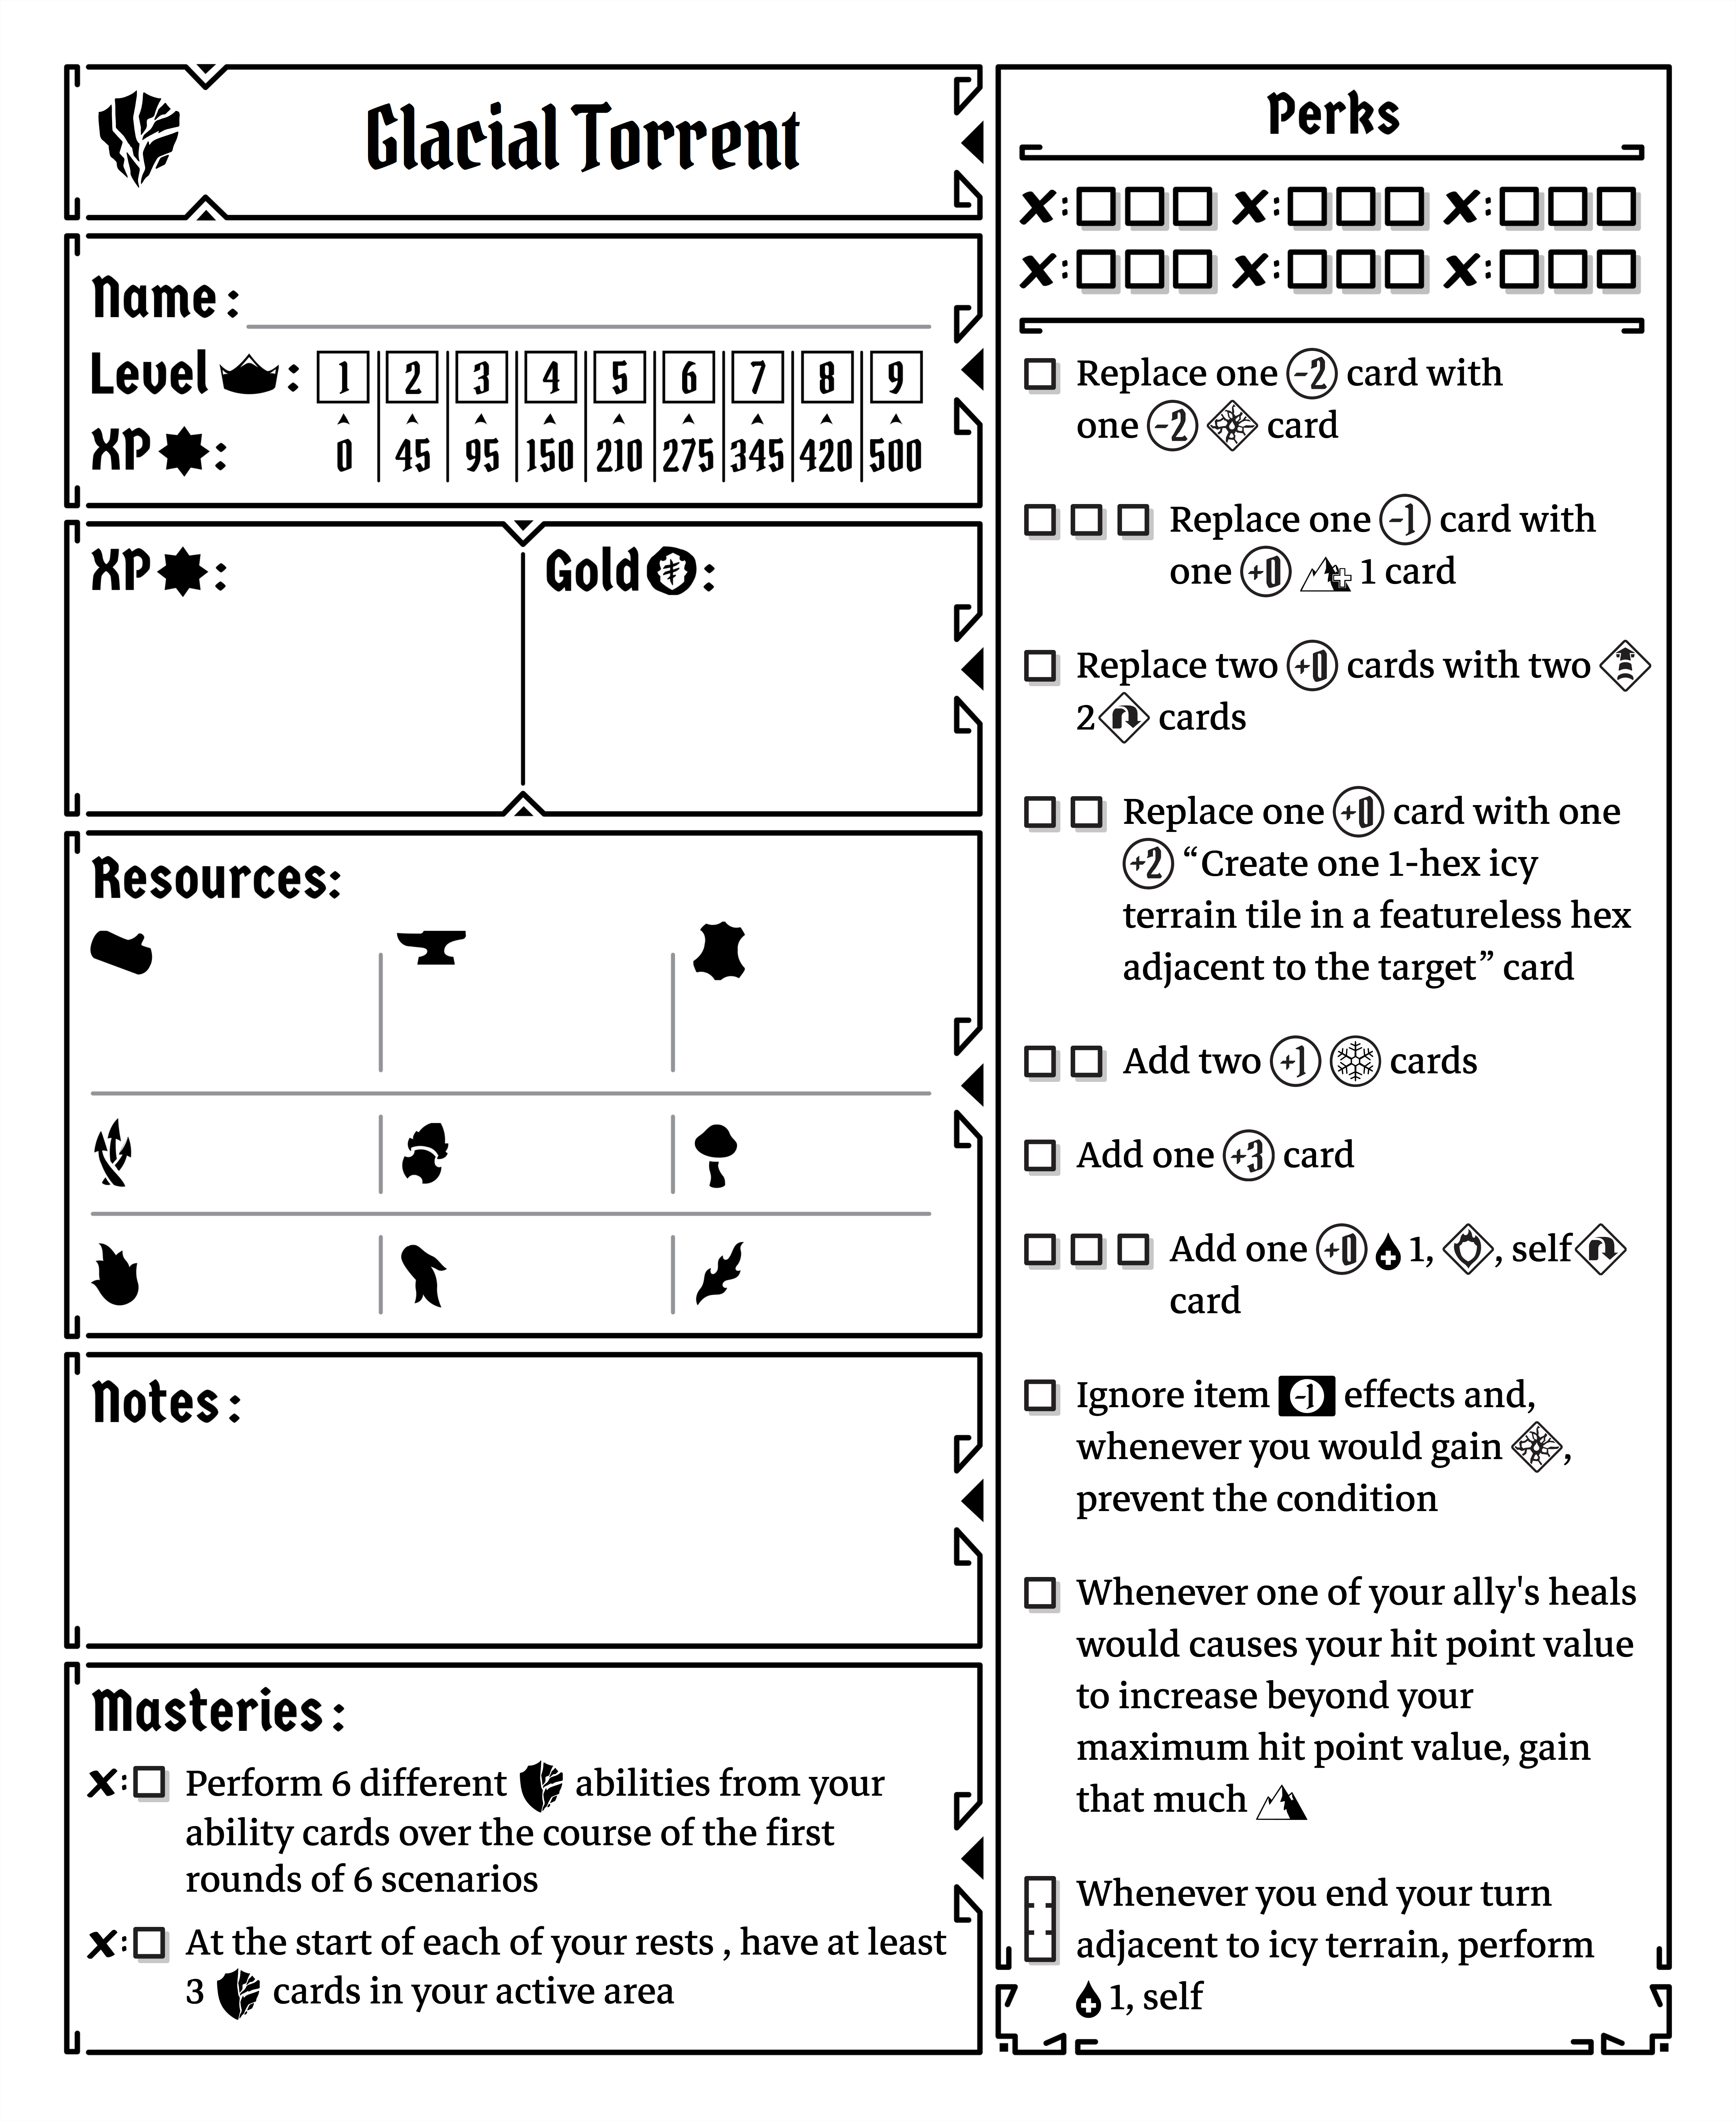 Glacial Torrent
Name:
Level: 1 2 3 4 5 6 7 8 9
XP: 0 45 95 150 210 275 345 420 500
XP:
Gold:
Resources:
Notes:
Masteries:
Perform 6 different abilities from your
ability cards over the course of the first
rounds of 6 scenarios
At the start of each of your rests , have at least
3 cards in your active area
Perks
Replace one -2 card with
one -2 card
Replace one -1 card with
one +0 1 card
Replace two +0 cards with two
2 cards
Replace one +0 card with one
+2 “Create one 1-hex icy
terrain tile in a featureless hex
adjacent to the target” card
Add two +1 cards
Add one +3 card
Add one +0 1, , self
card
Ignore item -1 effects and,
whenever you would gain ,
prevent the condition
Whenever one of your ally's heals
would causes your hit point value
to increase beyond your
maximum hit point value, gain
that much
Whenever you end your turn
adjacent to icy terrain, perform
1, self